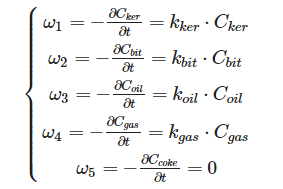 ω₁ = −∂C_ker/∂t = k_ker · C_ker
ω₂ = −∂C_bit/∂t = k_bit · C_bit
ω₃ = −∂C_oil/∂t = k_oil · C_oil
ω₄ = −∂C_gas/∂t = k_gas · C_gas
ω₅ = −∂C_coke/∂t = 0